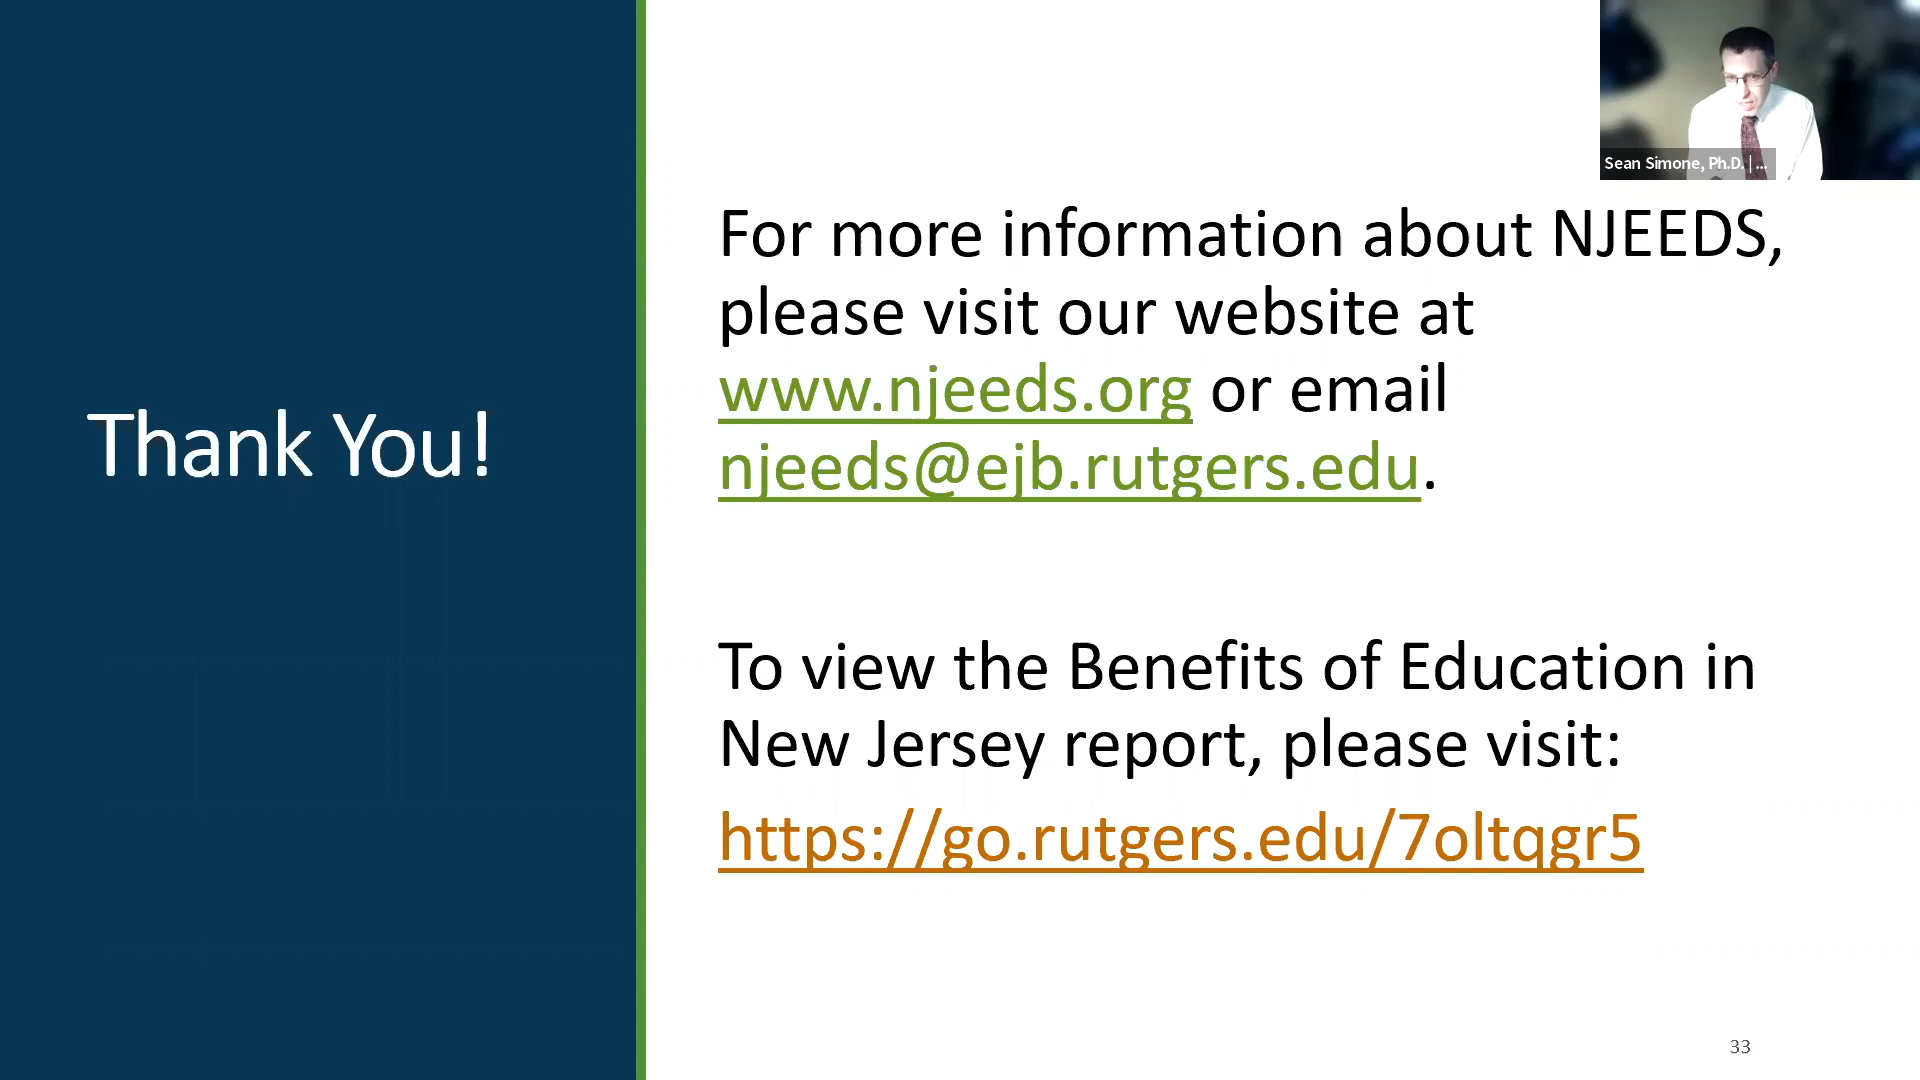 Sean Simone, Ph.D. | ...
Thank You!
For more information about NJEEDS,
please visit our website at
www.njeeds.org or email
njeeds@ejb.rutgers.edu.
To view the Benefits of Education in
New Jersey report, please visit:
https://go.rutgers.edu/7oltqgr5
33